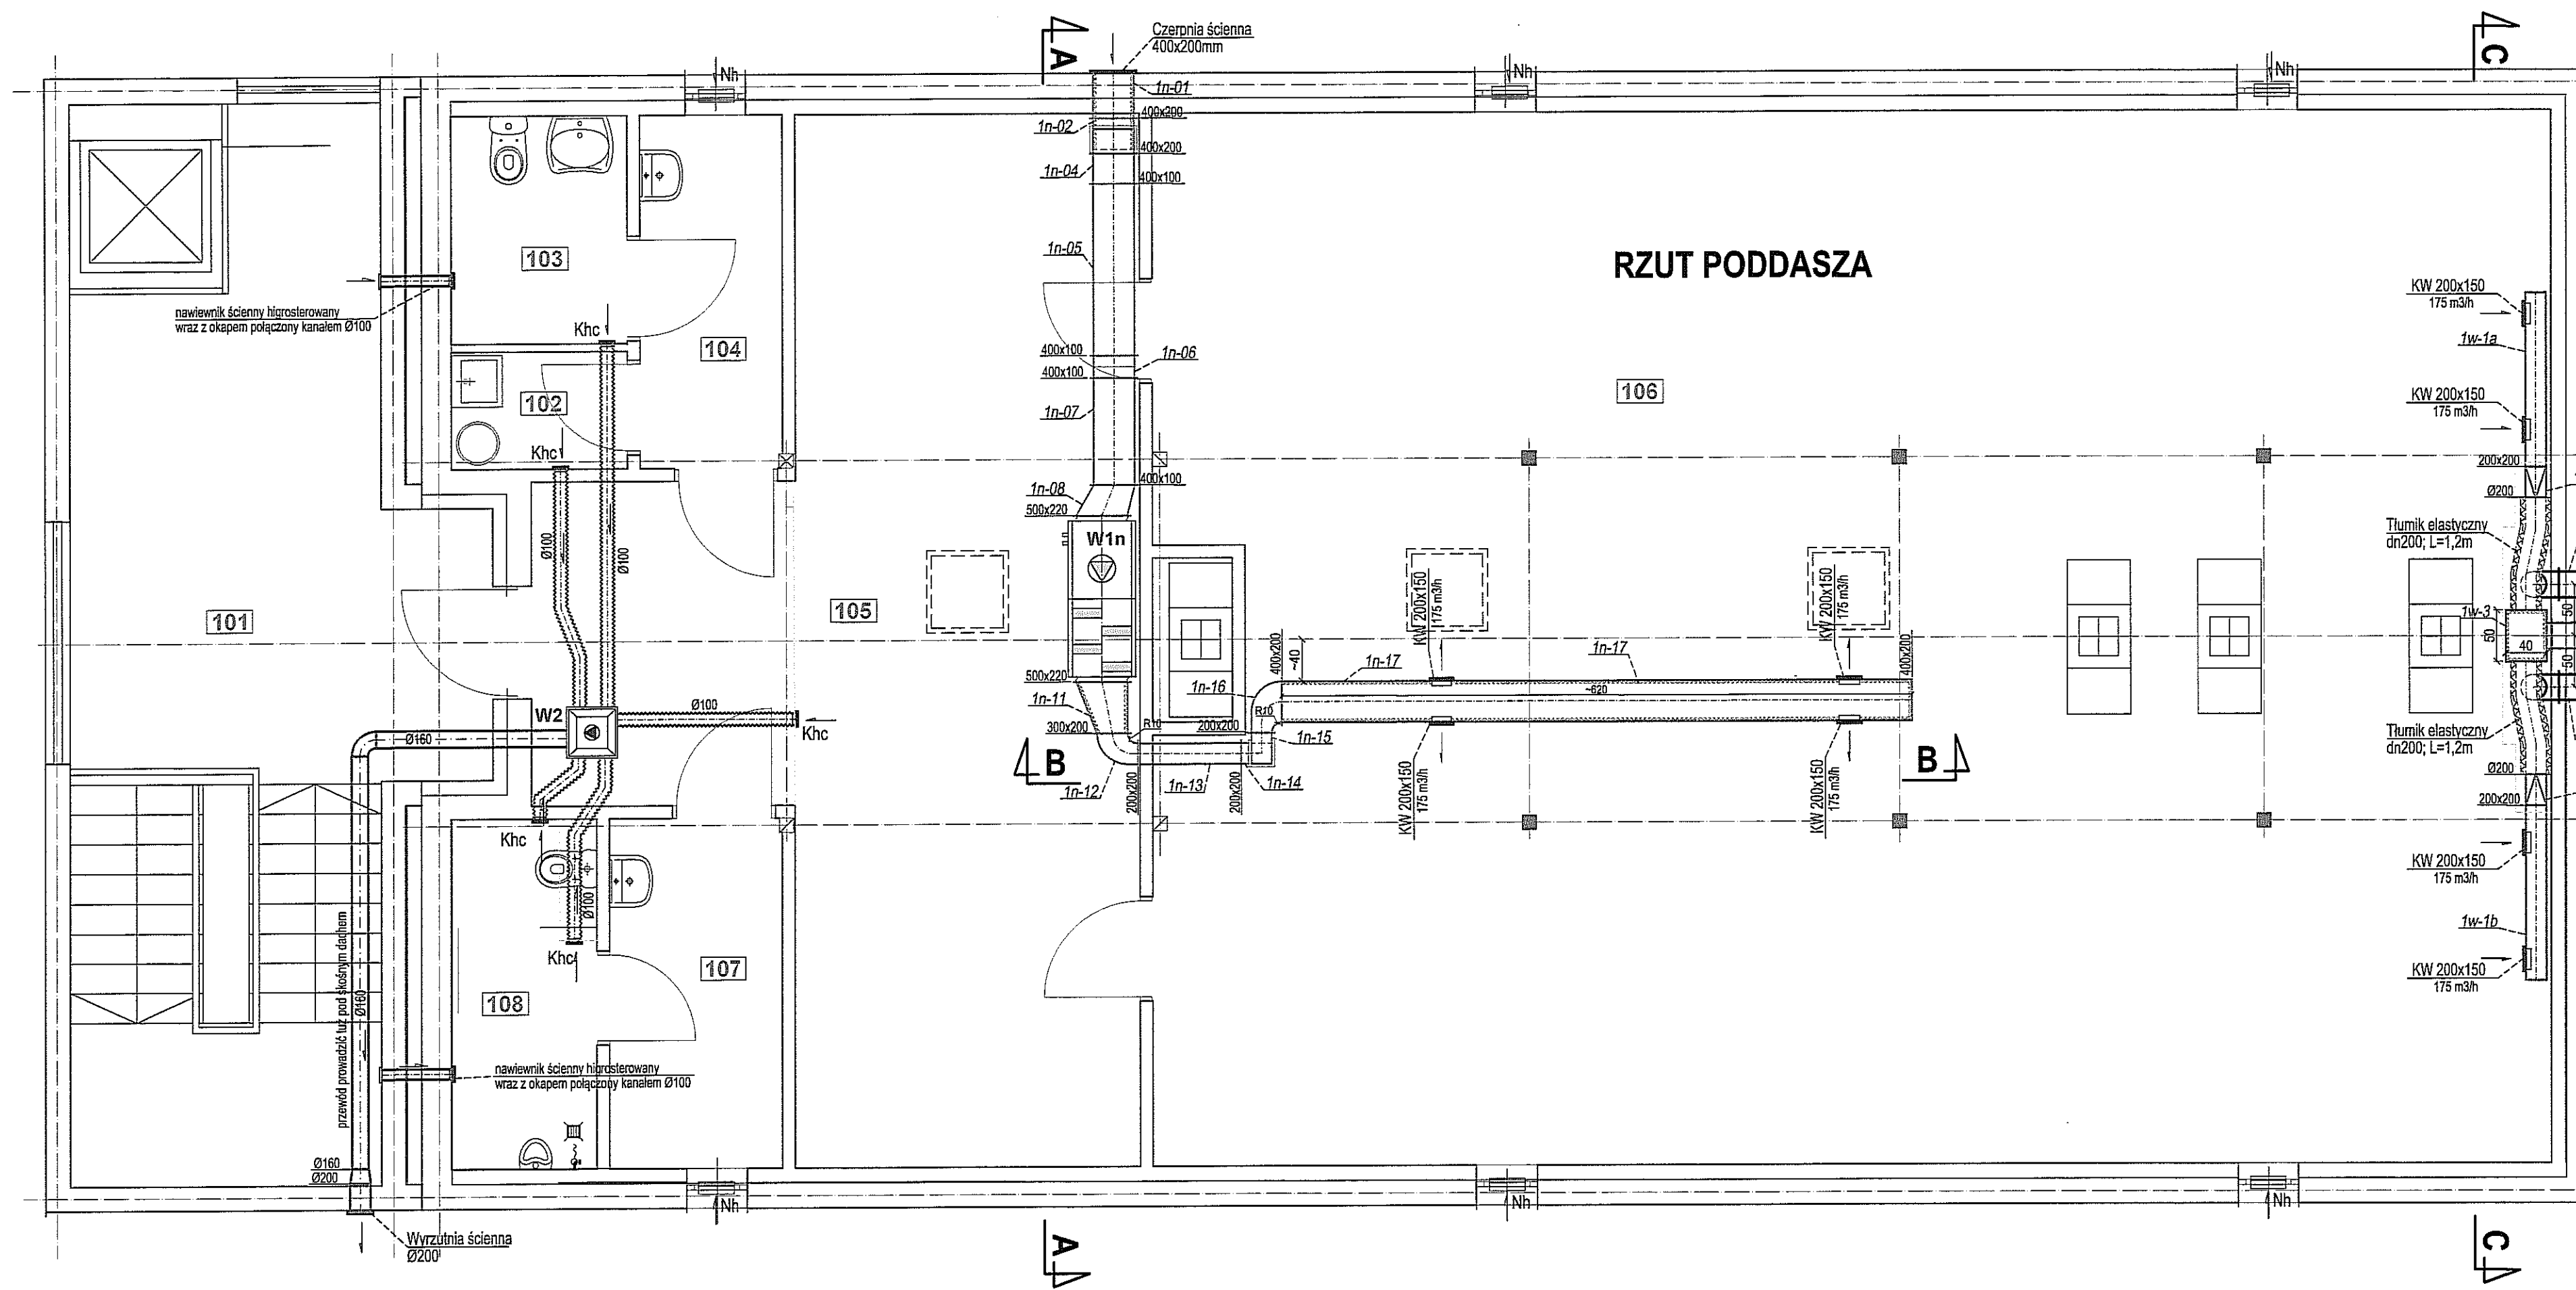 A
Czerpnia ścienna
400x200mm
C
Nh
Nh
Nh
1n-01
400x200
1n-02
400x200
1n-04
400x100
103
1n-05
RZUT PODDASZA
nawiewnik ścienny higrosterowany
wraz z okapem połączony kanałem Ø100
Khc
104
400x100
1n-06
400x100
KW 200x150
175 m3/h
1w-1a
102
1n-07
106
KW 200x150
175 m3/h
Khc
400x100
1n-08
500x220
200x200
Ø200
Tłumik elastyczny
dn200; L=1,2m
Ø100
Ø100
W1n
KW 200x150
175 m3/h
KW 200x150
175 m3/h
101
105
1w-3
50
40
50
50
400x200
~40
1n-17
1n-17
400x200
500x220
1n-11
1n-16
~620
W2
Ø100
Khc
Ø160
300x200
R10
200x200
R10
1n-15
B
B
Tłumik elastyczny
dn200; L=1,2m
1n-12
200x200
1n-13
200x200
1n-14
KW 200x150
175 m3/h
KW 200x150
175 m3/h
Ø200
200x200
Khc
KW 200x150
175 m3/h
Ø100
Khc
1w-1b
107
KW 200x150
175 m3/h
108
przewód prowadzić tuż pod skośnym dachem
Ø160
nawiewnik ścienny higrosterowany
wraz z okapem połączony kanałem Ø100
Ø160
Ø200
Nh
Nh
Nh
Wyrzutnia ścienna
Ø200
A
C